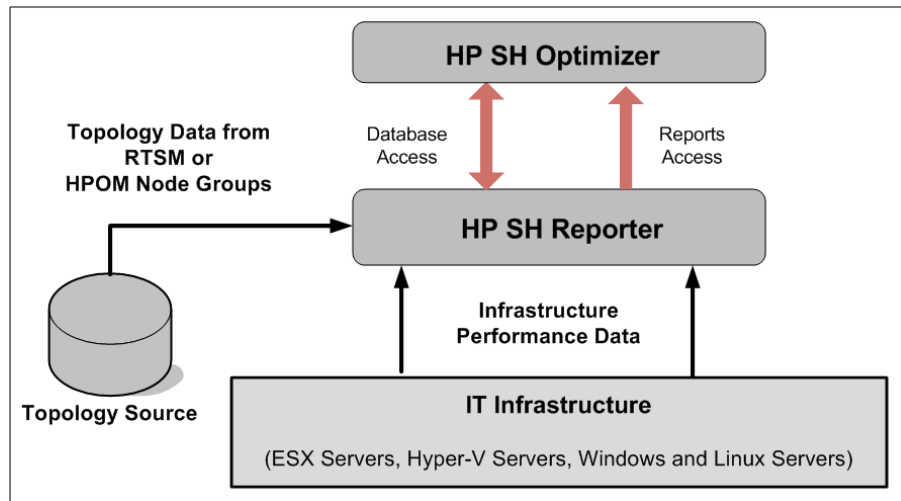 HP SH Optimizer
Topology Data from
RTSM or
HPOM Node Groups
Database
Access
Reports
Access
HP SH Reporter
Infrastructure
Performance Data
Topology Source
IT Infrastructure
(ESX Servers, Hyper-V Servers, Windows and Linux Servers)